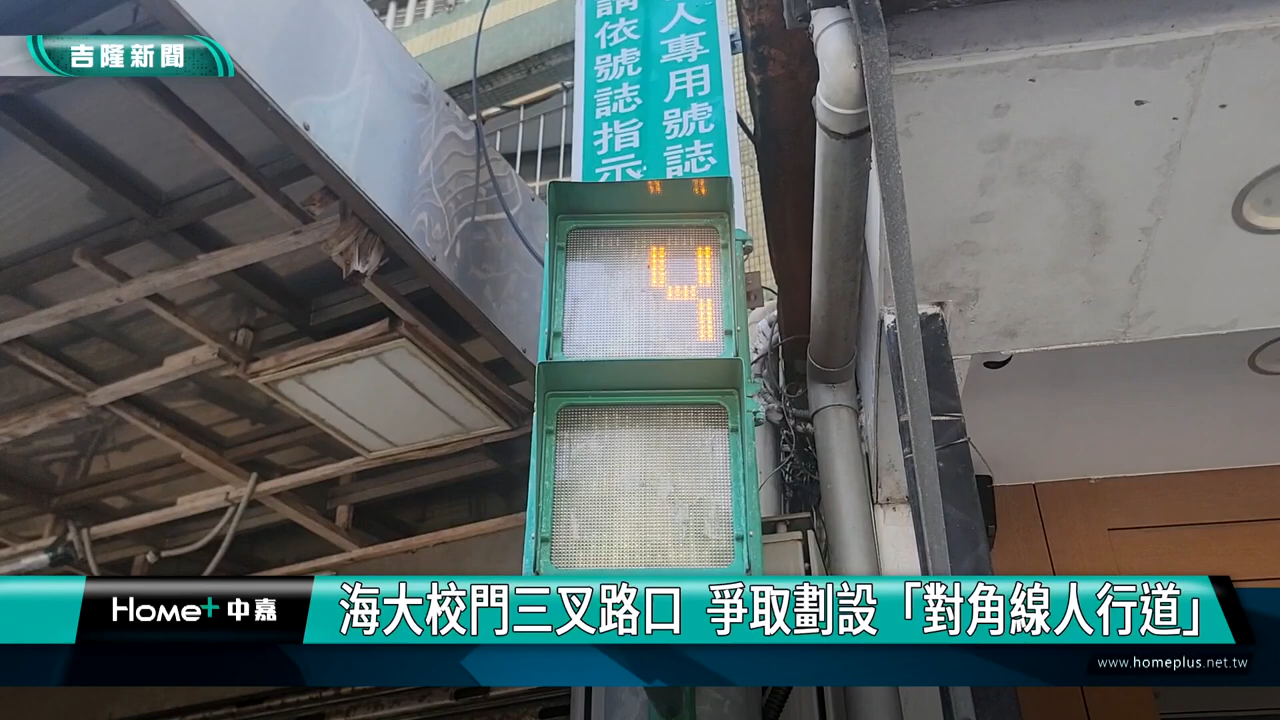 吉隆新聞
人專用號誌
請依號誌指示
4
Home+ 中嘉
海大校門三叉路口 爭取劃設「對角線人行道」
www.homeplus.net.tw